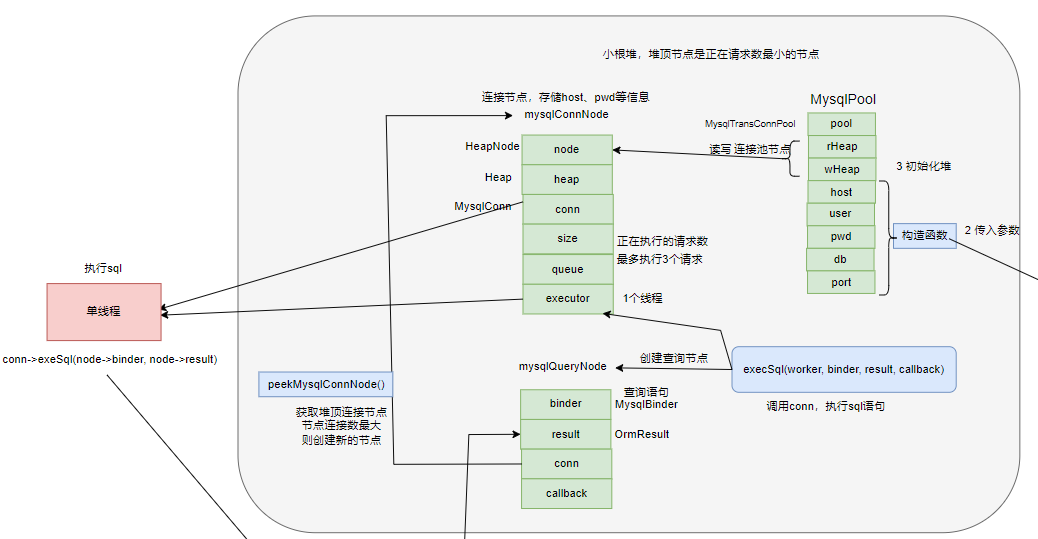 小根堆，堆顶节点是正在请求数最小的节点
连接节点，存储host、pwd等信息
mysqlConnNode
MysqlPool
MysqlTransConnPool
pool
HeapNode
node
读写 连接池节点
rHeap
wHeap
3 初始化堆
Heap
heap
host
MysqlConn
conn
user
size
正在执行的请求数
最多执行3个请求
pwd
构造函数
2 传入参数
db
queue
port
executor
1个线程
执行sql
单线程
conn->exeSql(node->binder, node->result)
mysqlQueryNode
创建查询节点
execSql(worker, binder, result, callback)
调用conn，执行sql语句
peekMysqlConnNode()
获取堆顶连接节点
节点连接数最大
则创建新的节点
查询语句
binder
MysqlBinder
result
OrmResult
conn
callback